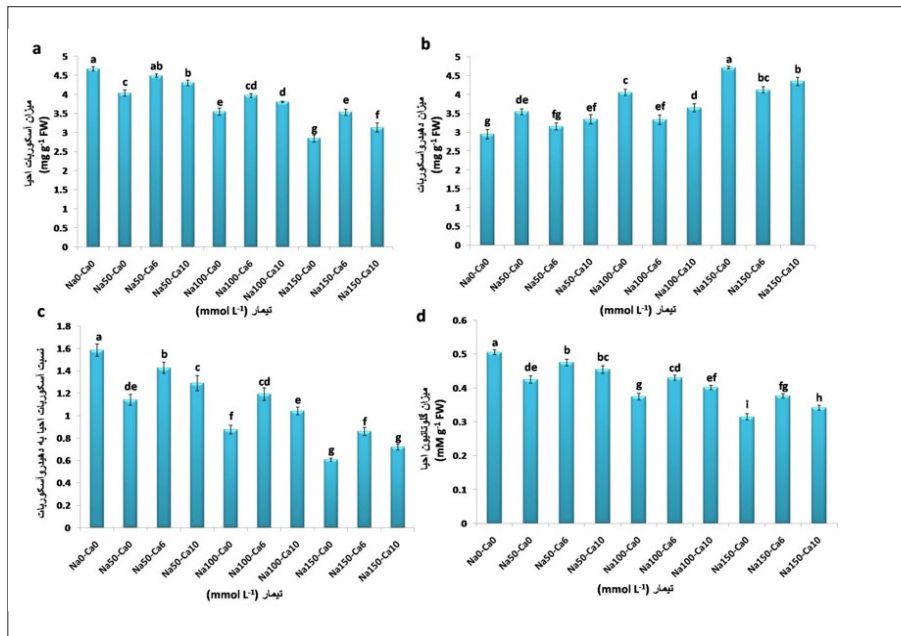 a
میزان آسکوربات احیا
(mg g⁻¹ FW)
5
4.5
4
3.5
3
2.5
2
1.5
1
0.5
0
a
c
ab
b
e
cd
d
g
e
f
Na0-Ca0
Na50-Ca0
Na50-Ca6
Na50-Ca10
Na100-Ca0
Na100-Ca6
Na100-Ca10
Na150-Ca0
Na150-Ca6
Na150-Ca10
تیمار (mmol L⁻¹)
b
میزان دهیدروآسکوربات
(mg g⁻¹ FW)
5
4.5
4
3.5
3
2.5
2
1.5
1
0.5
0
g
de
fg
ef
c
ef
d
a
bc
b
Na0-Ca0
Na50-Ca0
Na50-Ca6
Na50-Ca10
Na100-Ca0
Na100-Ca6
Na100-Ca10
Na150-Ca0
Na150-Ca6
Na150-Ca10
تیمار (mmol L⁻¹)
c
نسبت آسکوربات احیا به دهیدروآسکوربات
1.8
1.6
1.4
1.2
1
0.8
0.6
0.4
0.2
0
a
de
b
c
f
cd
e
g
f
g
Na0-Ca0
Na50-Ca0
Na50-Ca6
Na50-Ca10
Na100-Ca0
Na100-Ca6
Na100-Ca10
Na150-Ca0
Na150-Ca6
Na150-Ca10
تیمار (mmol L⁻¹)
d
میزان گلوتاتیون احیا
(mM g⁻¹ FW)
0.6
0.5
0.4
0.3
0.2
0.1
0
a
de
b
bc
g
cd
ef
i
fg
h
Na0-Ca0
Na50-Ca0
Na50-Ca6
Na50-Ca10
Na100-Ca0
Na100-Ca6
Na100-Ca10
Na150-Ca0
Na150-Ca6
Na150-Ca10
تیمار (mmol L⁻¹)